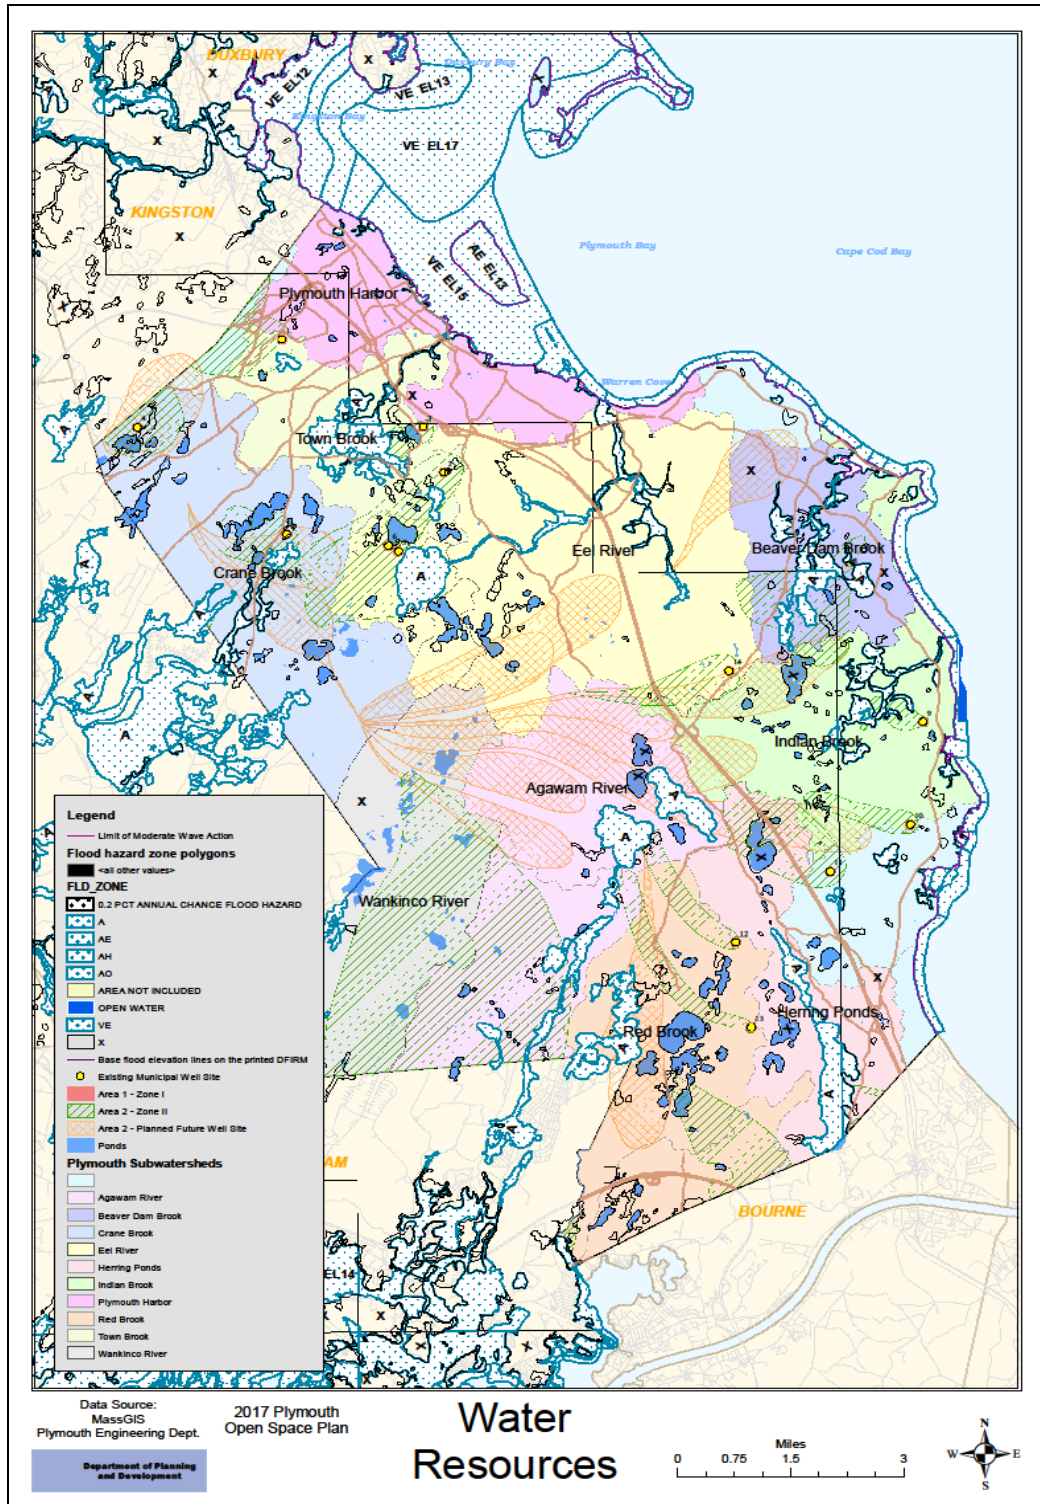 DUXBURY
X
X
Duxbury Bay
VE EL12
VE EL13
X
Kingston Bay
X
VE EL17
KINGSTON
X
Plymouth Bay
Cape Cod Bay
AE EL13
VE EL15
X
Plymouth Harbor
Warren Cove
X
A
A
Town Brook
X
Eel River
Beaver Dam Brook
A
A
X
Crane Brook
A
A
A
A
X
14
9
A
Indian Brook
X
X
Agawam River
A
X
A
10
X
Wankinco River
12
A
X
Herring Ponds
13
X
Red Brook
A
A
A
AM
BOURNE
EL14
X
X
X
X
Legend
Limit of Moderate Wave Action
Flood hazard zone polygons
<all other values>
FLD_ZONE
0.2 PCT ANNUAL CHANCE FLOOD HAZARD
A
AE
AH
AO
AREA NOT INCLUDED
OPEN WATER
VE
X
Base flood elevation lines on the printed DFIRM
Existing Municipal Well Site
Area 1 - Zone I
Area 2 - Zone II
Area 2 - Planned Future Well Site
Ponds
Plymouth Subwatersheds
Agawam River
Beaver Dam Brook
Crane Brook
Eel River
Herring Ponds
Indian Brook
Plymouth Harbor
Red Brook
Town Brook
Wankinco River
Data Source:
MassGIS
Plymouth Engineering Dept.
Department of Planning
and Development
2017 Plymouth
Open Space Plan
Water
Resources
Miles
0 0.75 1.5 3
N
W E
S